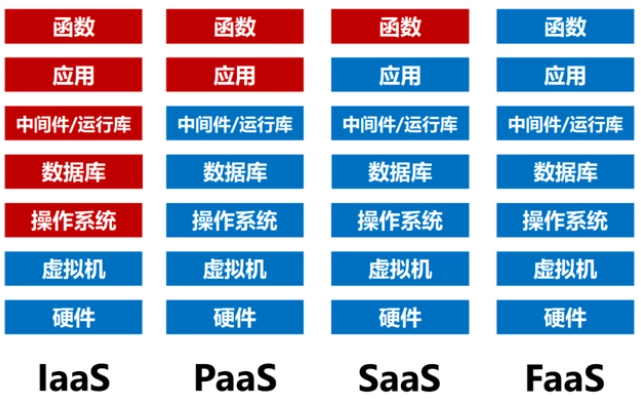 函数 函数 函数 函数
应用 应用 应用 应用
中间件/运行库 中间件/运行库 中间件/运行库 中间件/运行库
数据库 数据库 数据库 数据库
操作系统 操作系统 操作系统 操作系统
虚拟机 虚拟机 虚拟机 虚拟机
硬件 硬件 硬件 硬件
IaaS PaaS SaaS FaaS